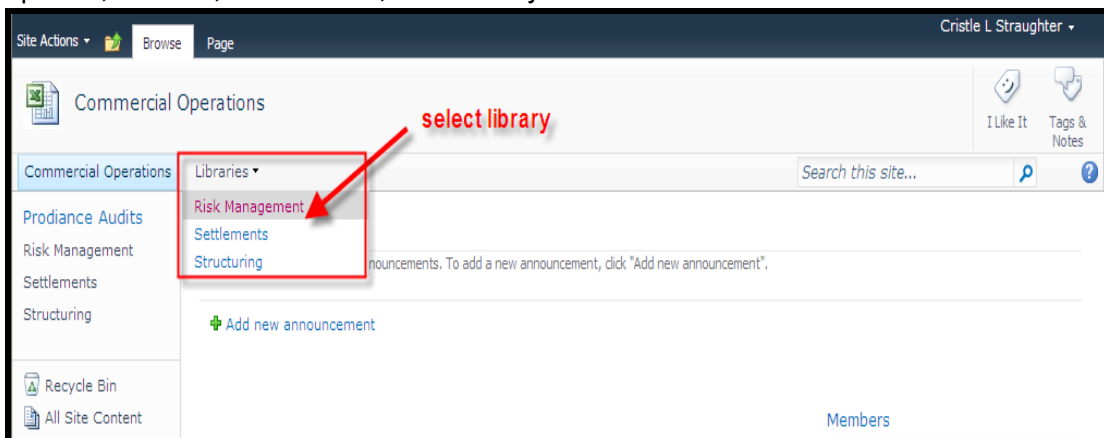 Cristle L Straughter
Site Actions Browse Page
Commercial Operations
select library
I Like It Tags &
Notes
Commercial Operations Libraries Search this site...
Prodiance Audits
Risk Management
Settlements
Structuring
Risk Management
Settlements
Structuring
nouncements. To add a new announcement, click "Add new announcement".
Add new announcement
Recycle Bin
All Site Content
Members